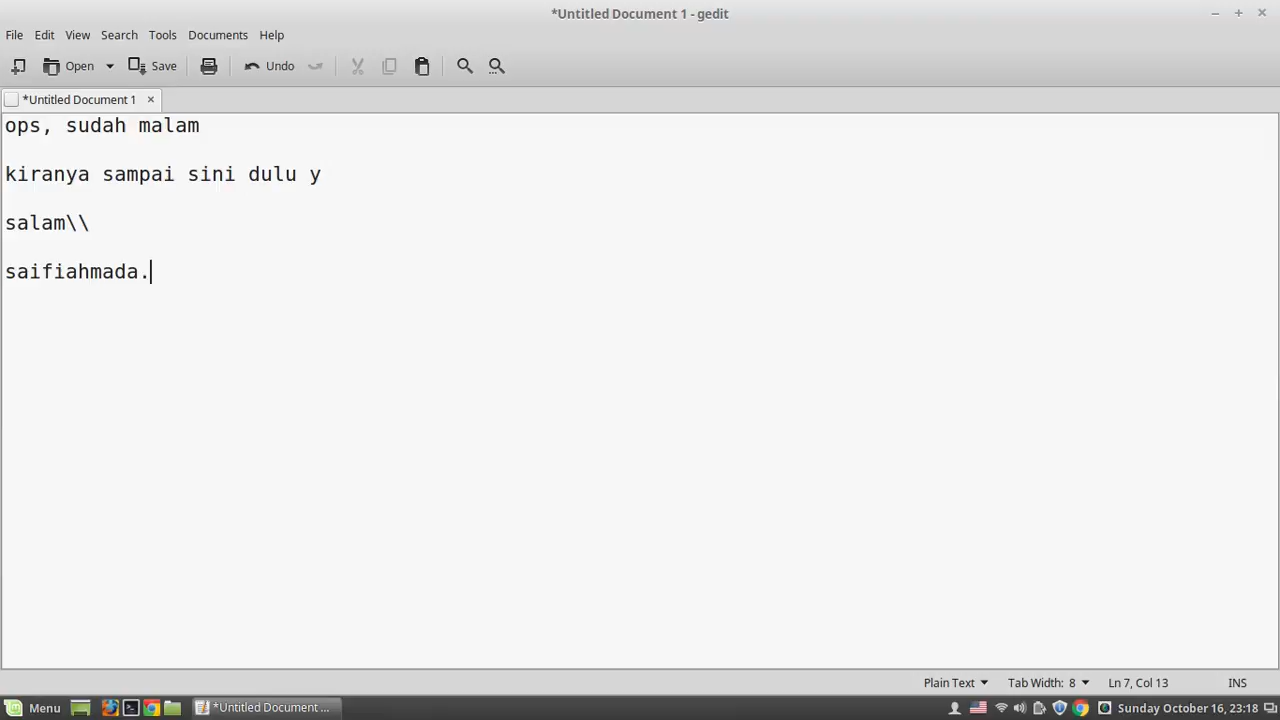 *Untitled Document 1 - gedit
File Edit View Search Tools Documents Help
Open Save Undo
*Untitled Document 1
ops, sudah malam
kiranya sampai sini dulu y
salam\\
saifiahmada.
Plain Text Tab Width: 8 Ln 7, Col 13 INS
Menu *Untitled Document ... Sunday October 16, 23:18